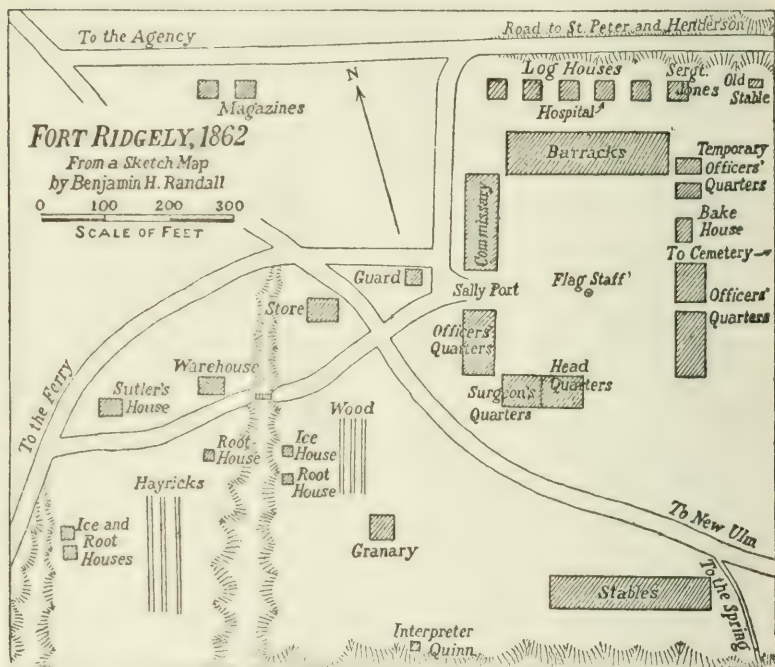 To the Agency
Road to St. Peter and Henderson
Magazines
Log Houses
Hospital
Sergt.
Jones
Old
Stable
FORT RIDGELY, 1862
From a Sketch Map
by Benjamin H. Randall
0 100 200 300
SCALE OF FEET
N
Barracks
Temporary
Officers'
Quarters
Bake
House
To Cemetery
Commissary
Guard
Sally Port
Flag Staff
Officers'
Quarters
Store
Officers'
Quarters
Warehouse
Sutler's
House
To the Ferry
Surgeon's
Quarters
Head
Quarters
Wood
Root
House
Ice
House
Root
House
Hayricks
Ice and
Root
Houses
Granary
To New Ulm
To the Spring
Stables
Interpreter
Quinn